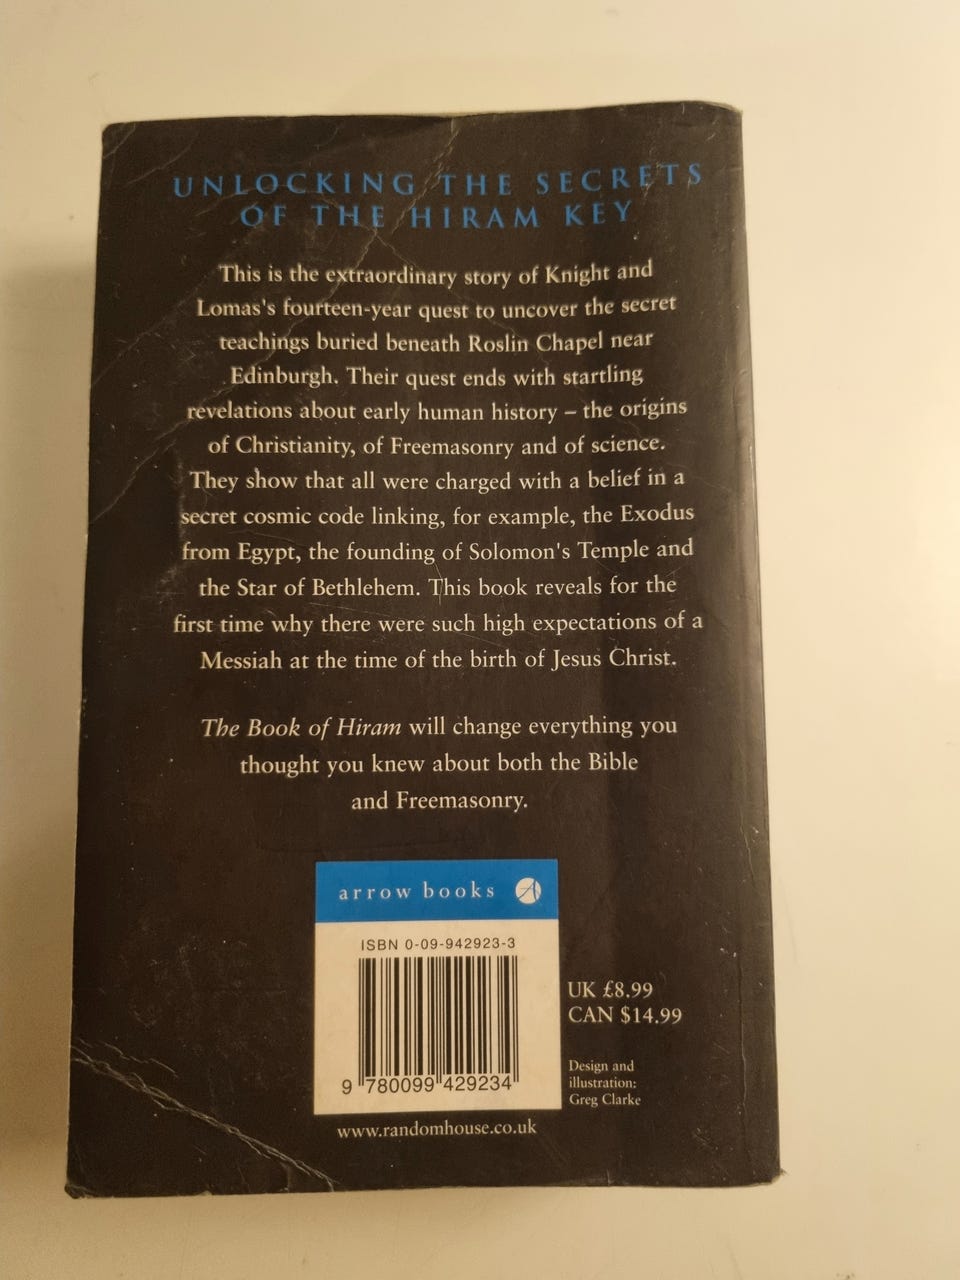 UNLOCKING THE SECRETS
OF THE HIRAM KEY
This is the extraordinary story of Knight and
Lomas's fourteen-year quest to uncover the secret
teachings buried beneath Roslin Chapel near
Edinburgh. Their quest ends with startling
revelations about early human history – the origins
of Christianity, of Freemasonry and of science.
They show that all were charged with a belief in a
secret cosmic code linking, for example, the Exodus
from Egypt, the founding of Solomon's Temple and
the Star of Bethlehem. This book reveals for the
first time why there were such high expectations of a
Messiah at the time of the birth of Jesus Christ.
The Book of Hiram will change everything you
thought you knew about both the Bible
and Freemasonry.
arrow books
ISBN 0-09-942923-3
9 780099 429234
UK £8.99
CAN $14.99
Design and
illustration:
Greg Clarke
www.randomhouse.co.uk